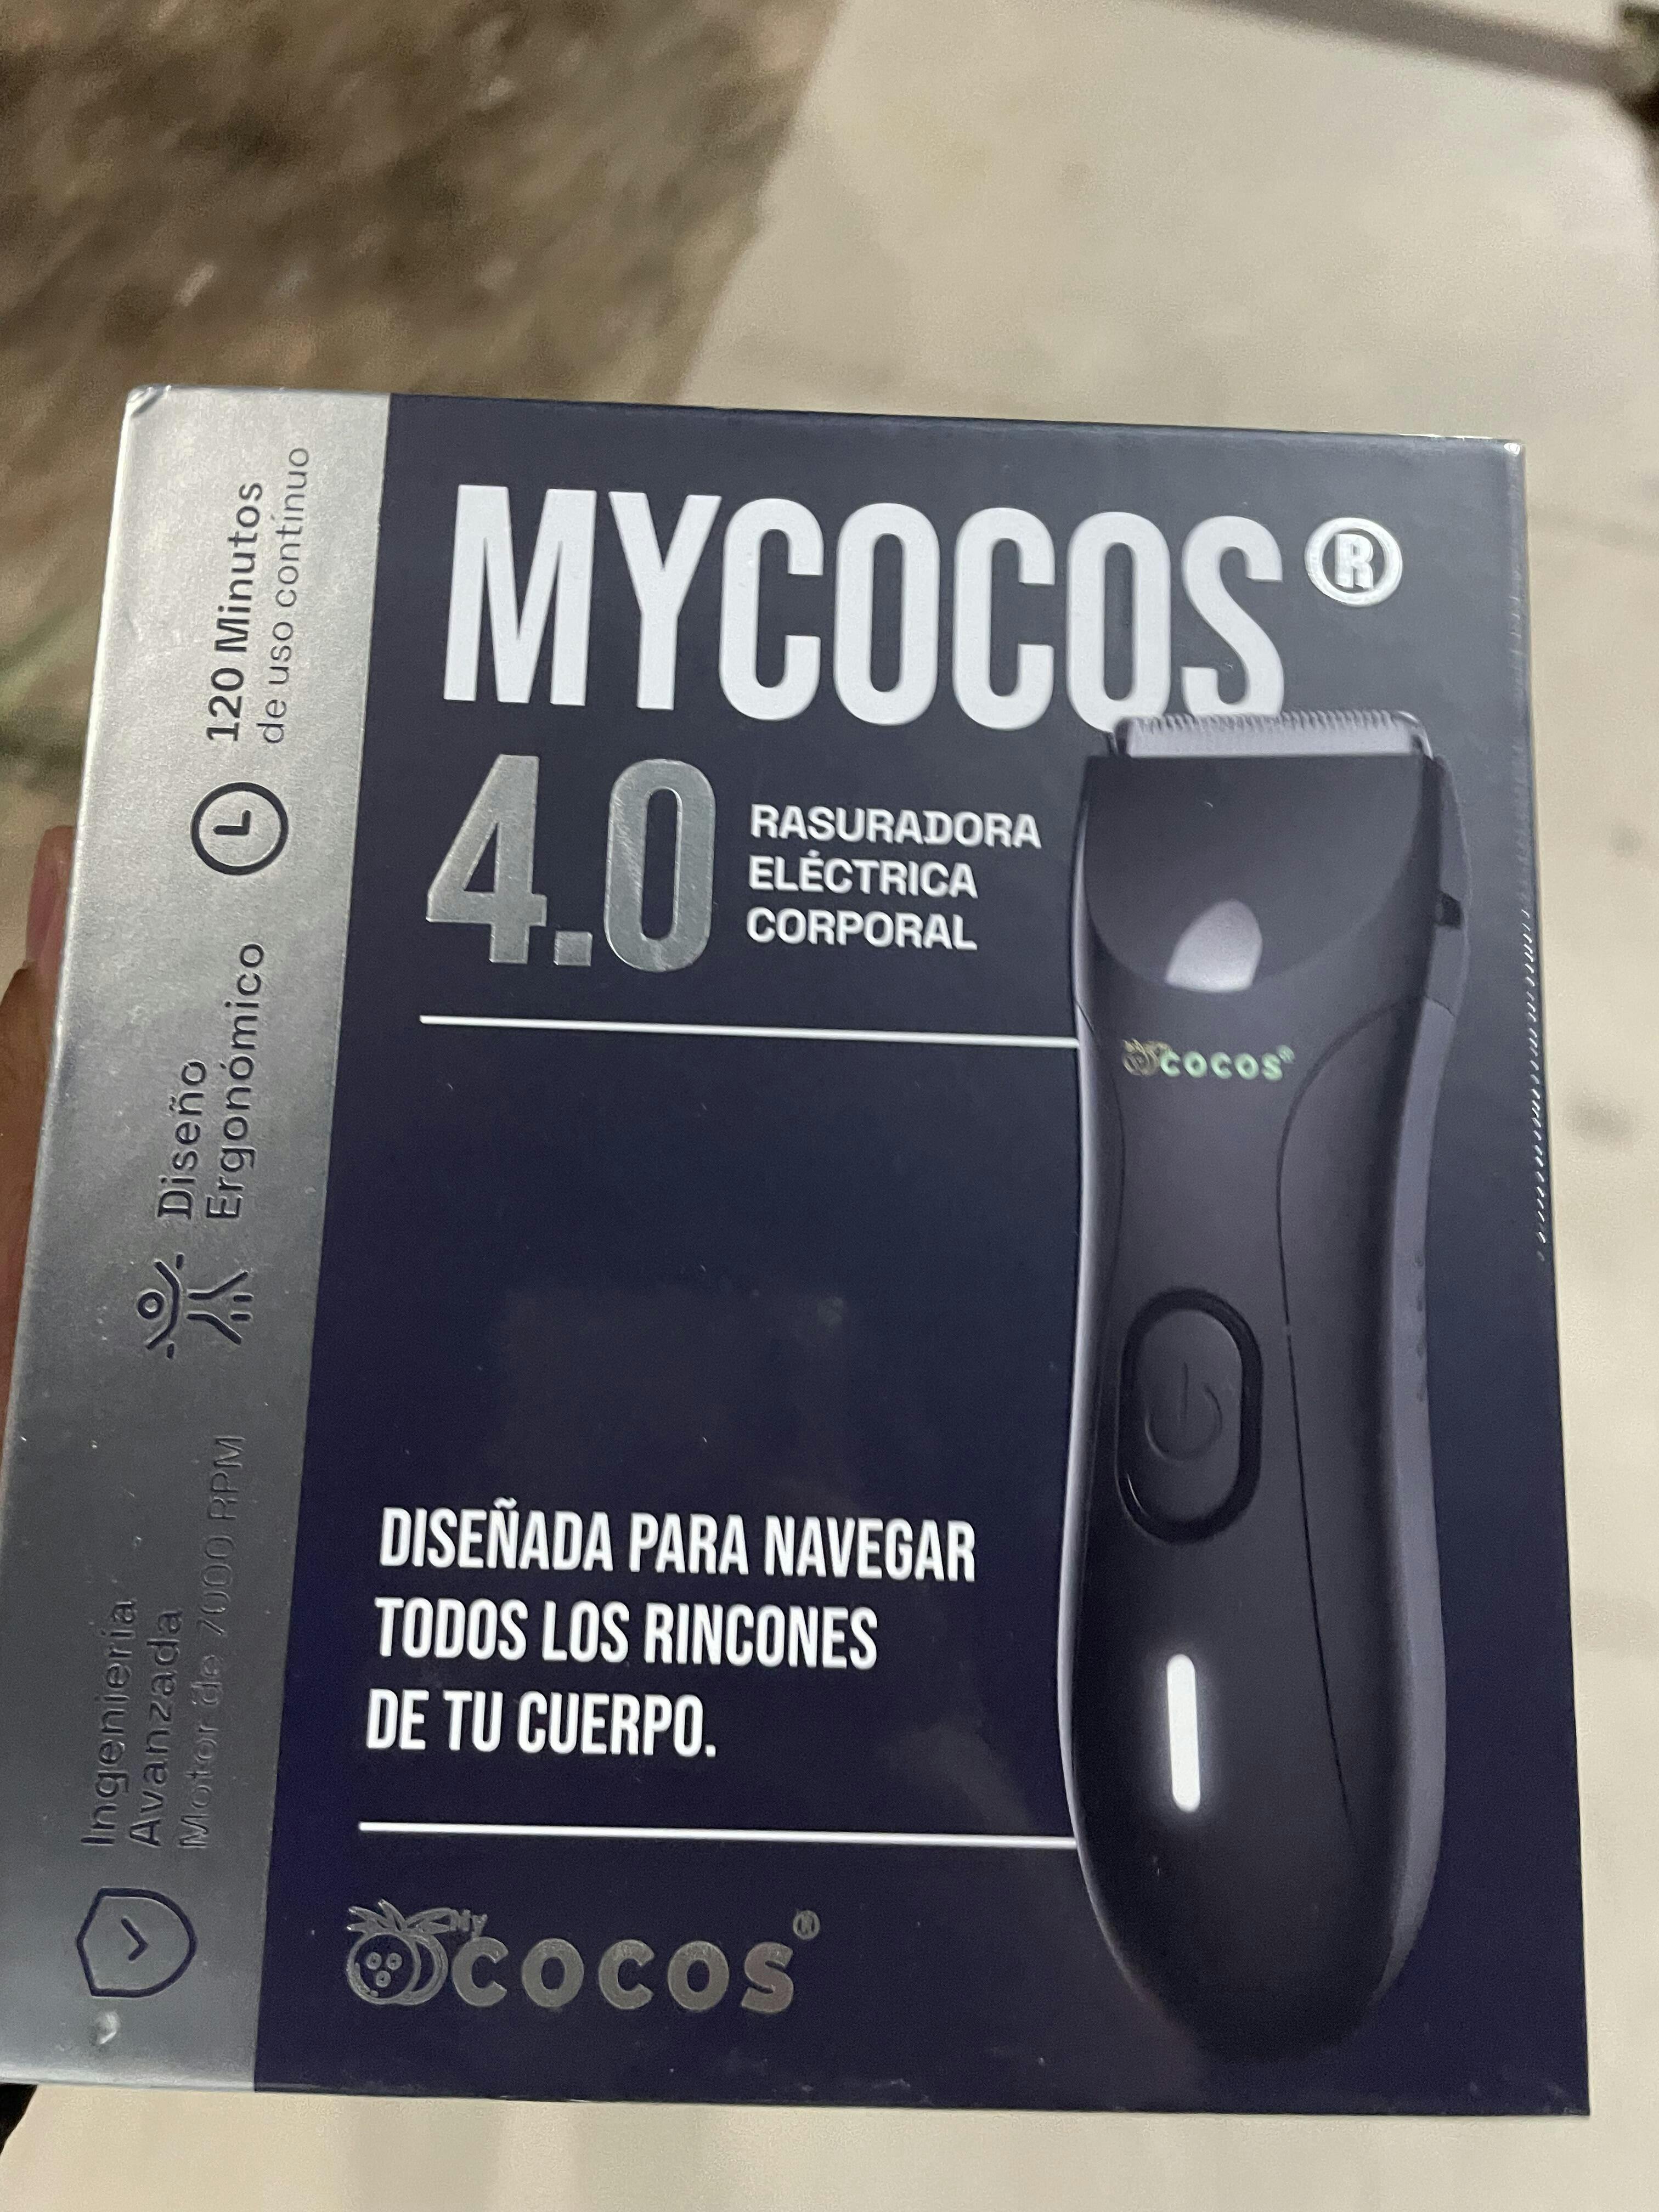 MYCOCOS®
4.0
RASURADORA
ELÉCTRICA
CORPORAL
COCOS®
DISEÑADA PARA NAVEGAR
TODOS LOS RINCONES
DE TU CUERPO.
My
COCOS®
120 Minutos
de uso contínuo
Diseño
Ergonómico
Ingeniería
Avanzada
Motor de 7000 RPM